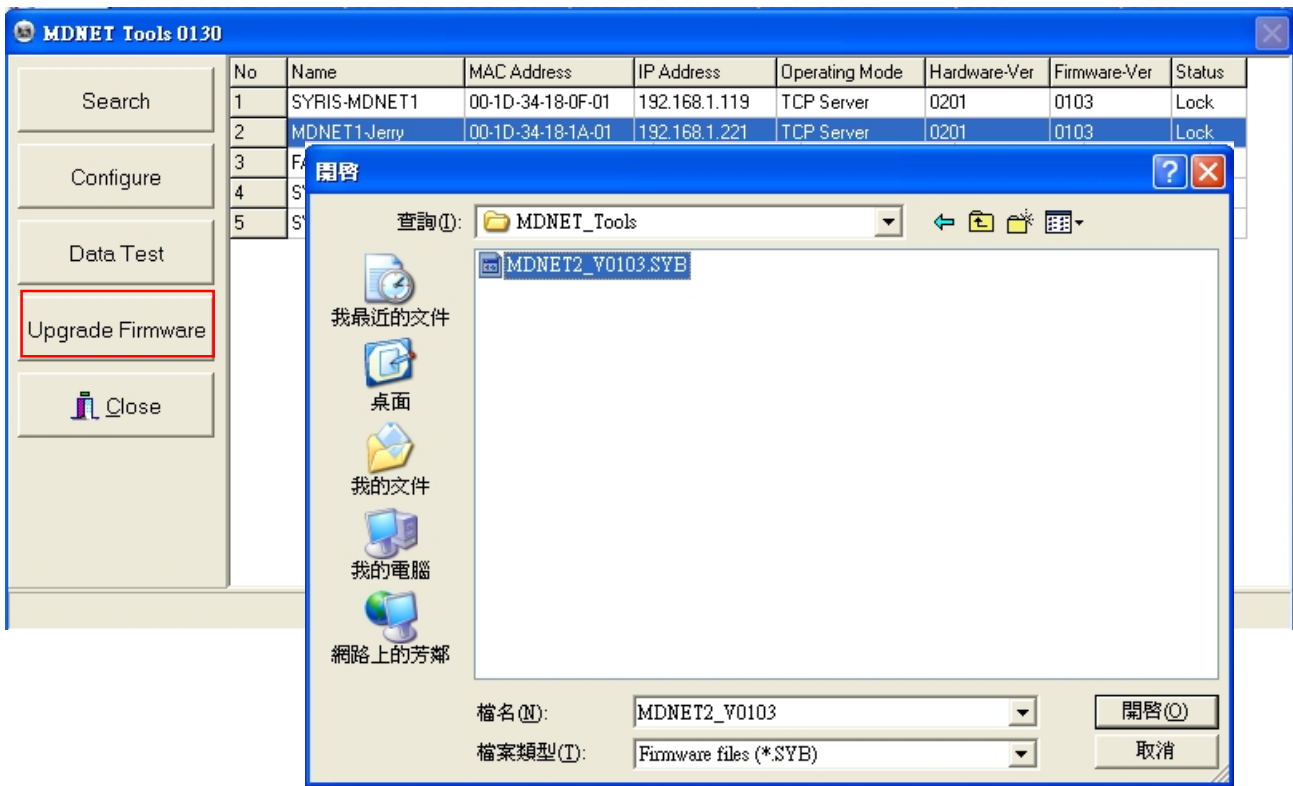 MDNET Tools 0130
Search
Configure
Data Test
Upgrade Firmware
Close
No Name MAC Address IP Address Operating Mode Hardware-Ver Firmware-Ver Status
1 SYRIS-MDNET1 00-1D-34-18-0F-01 192.168.1.119 TCP Server 0201 0103 Lock
2 MDNET1-Jerry 00-1D-34-18-1A-01 192.168.1.221 TCP Server 0201 0103 Lock
3
4
5
開啓
查詢(I): MDNET_Tools
MDNET2_V0103.SYB
我最近的文件
桌面
我的文件
我的電腦
網路上的芳鄰
檔名(N): MDNET2_V0103 開啓(O)
檔案類型(T): Firmware files (*.SYB) 取消